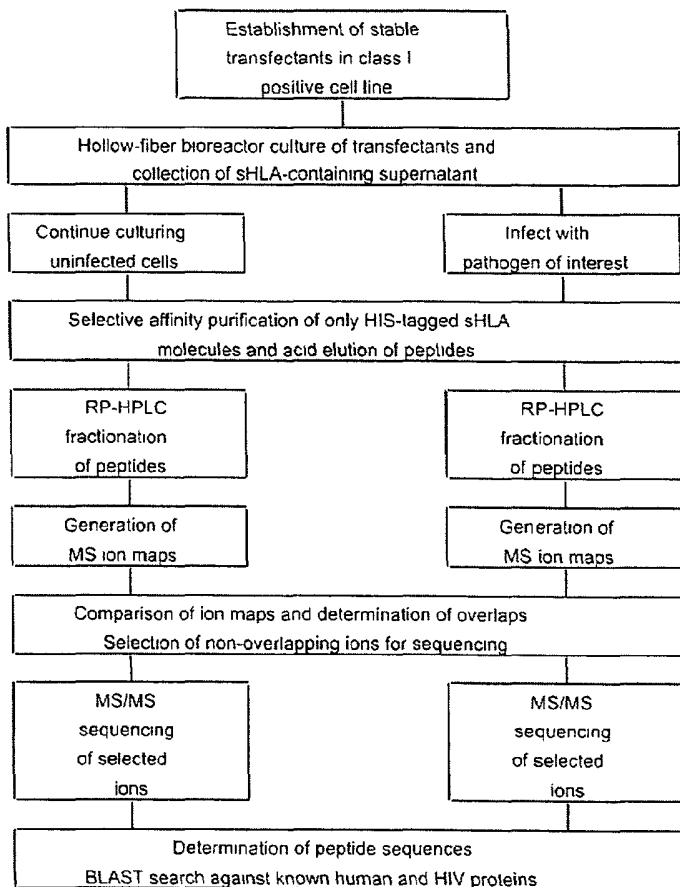 Establishment of stable
transfectants in class I
positive cell line
Hollow-fiber bioreactor culture of transfectants and
collection of sHLA-containing supernatant
Continue culturing
uninfected cells
Infect with
pathogen of interest
Selective affinity purification of only HIS-tagged sHLA
molecules and acid elution of peptides
RP-HPLC
fractionation
of peptides
RP-HPLC
fractionation
of peptides
Generation of
MS ion maps
Generation of
MS ion maps
Comparison of ion maps and determination of overlaps
Selection of non-overlapping ions for sequencing
MS/MS
sequencing
of selected
ions
MS/MS
sequencing
of selected
ions
Determination of peptide sequences
BLAST search against known human and HIV proteins